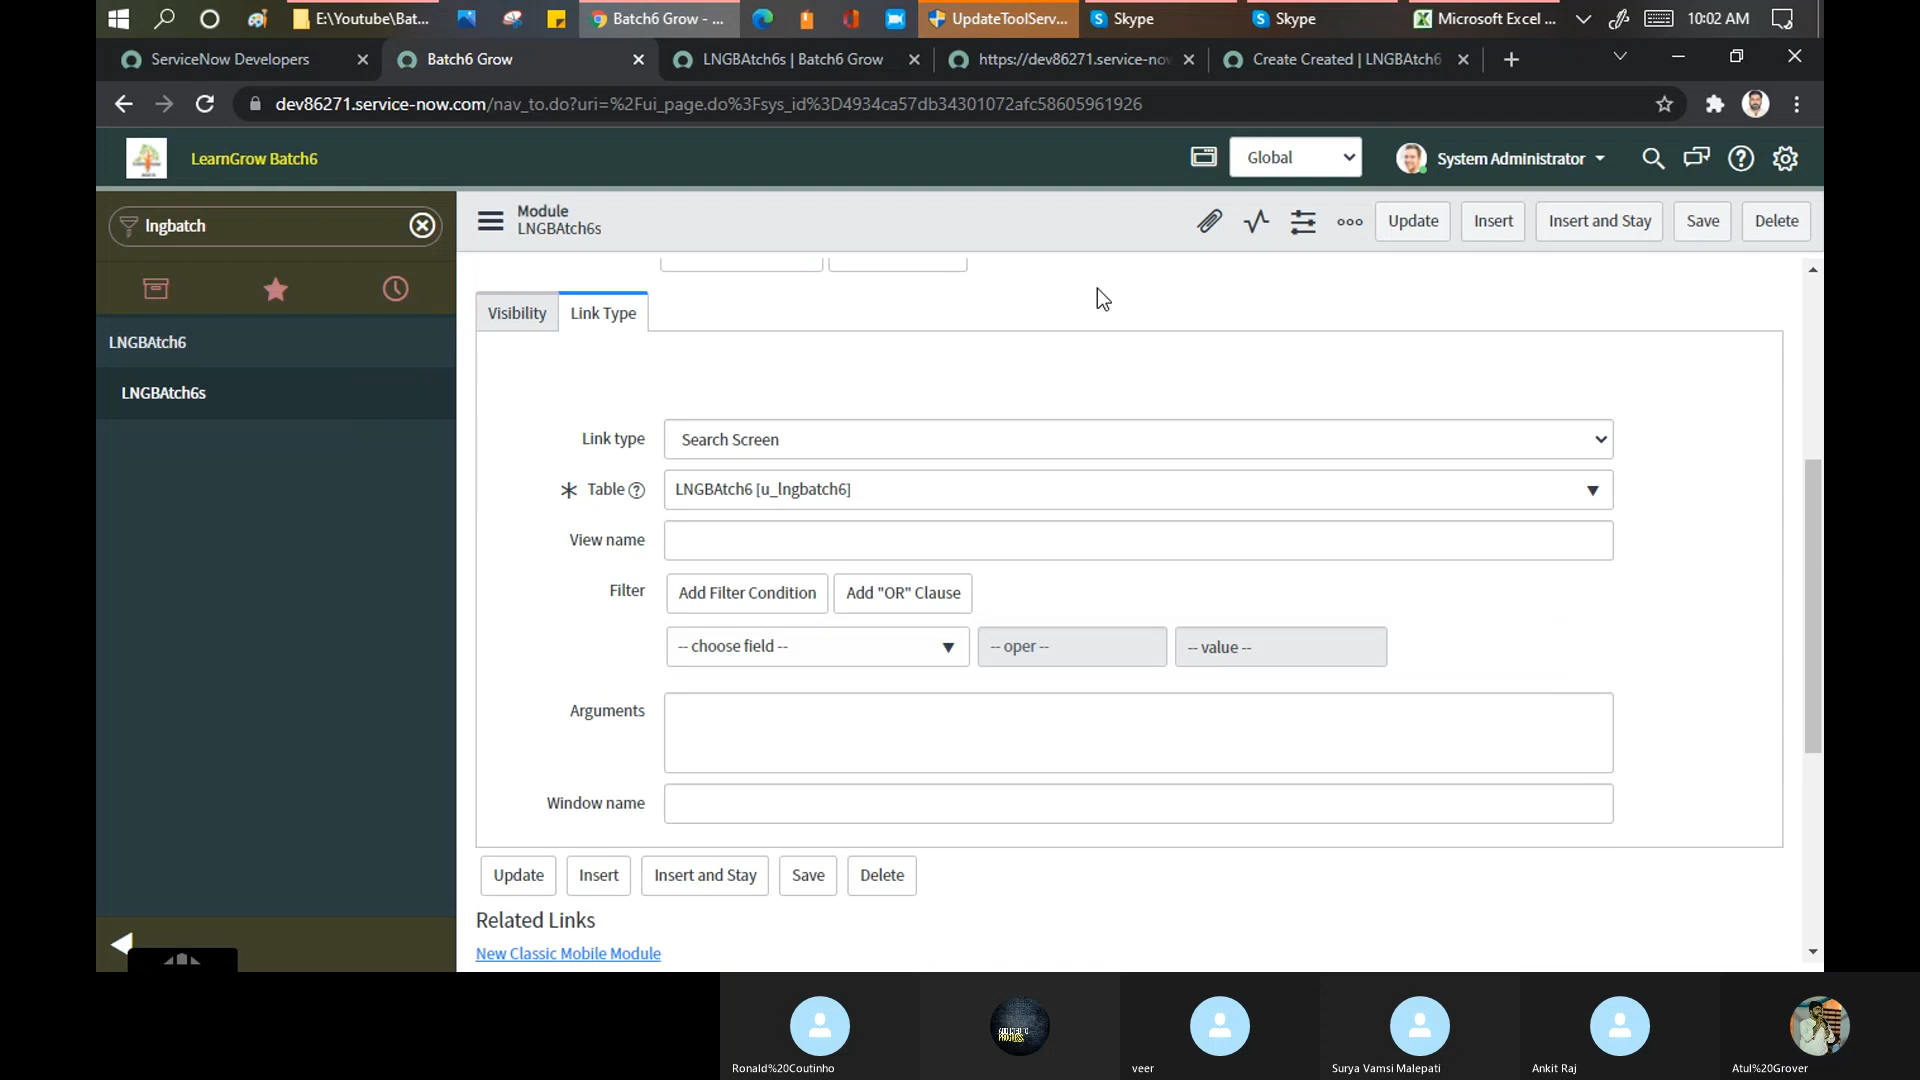 E:\Youtube\Bat...
Batch6 Grow - ...
UpdateToolServ...
Skype
Skype
Microsoft Excel ...
10:02 AM
ServiceNow Developers
Batch6 Grow
LNGBAtch6s | Batch6 Grow
https://dev86271.service-nov
Create Created | LNGBAtch6
dev86271.service-now.com/nav_to.do?uri=%2Fui_page.do%3Fsys_id%3D4934ca57db34301072afc58605961926
LearnGrow Batch6
Global
System Administrator
lngbatch
Module
LNGBAtch6s
Update
Insert
Insert and Stay
Save
Delete
LNGBAtch6
LNGBAtch6s
Visibility
Link Type
Link type
Search Screen
Table
LNGBAtch6 [u_lngbatch6]
View name
Filter
Add Filter Condition
Add "OR" Clause
-- choose field --
-- oper --
-- value --
Arguments
Window name
Update
Insert
Insert and Stay
Save
Delete
Related Links
New Classic Mobile Module
Ronald%20Coutinho
veer
Surya Vamsi Malepati
Ankit Raj
Atul%20Grover